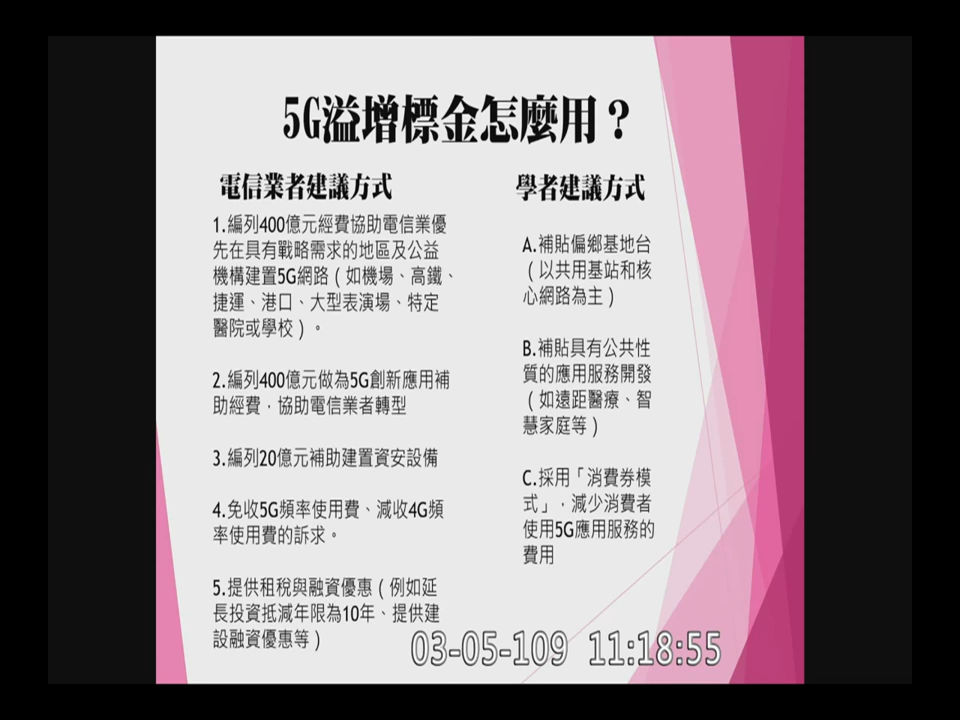 5G溢增標金怎麼用？
電信業者建議方式
1.編列400億元經費協助電信業優
先在具有戰略需求的地區及公益
機構建置5G網路（如機場、高鐵、
捷運、港口、大型表演場、特定
醫院或學校）。
2.編列400億元做為5G創新應用補
助經費，協助電信業者轉型
3.編列20億元補助建置資安設備
4.免收5G頻率使用費、減收4G頻
率使用費的訴求。
5.提供租稅與融資優惠（例如延
長投資抵減年限為10年、提供建
設融資優惠等）
學者建議方式
A.補貼偏鄉基地台
（以共用基站和核
心網路為主）
B.補貼具有公共性
質的應用服務開發
（如遠距醫療、智
慧家庭等）
C.採用「消費券模
式」，減少消費者
使用5G應用服務的
費用
03-05-109 11:18:55